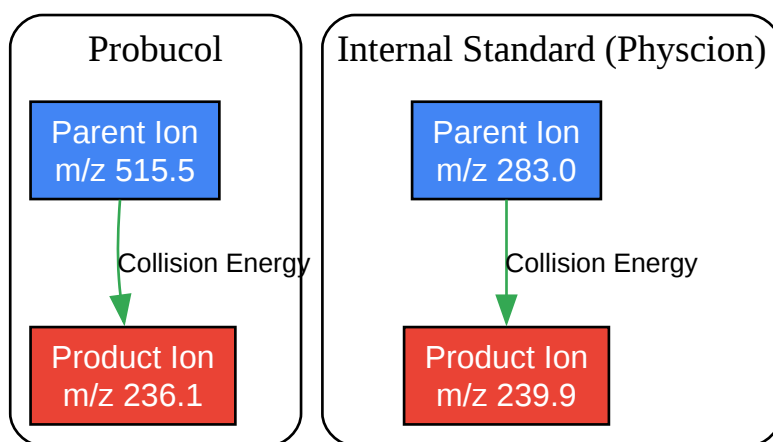 Probucol
Parent Ion
m/z 515.5
Collision Energy
Product Ion
m/z 236.1
Internal Standard (Physcion)
Parent Ion
m/z 283.0
Collision Energy
Product Ion
m/z 239.9